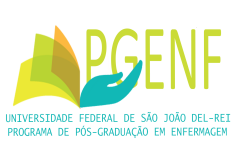 PGENF
UNIVERSIDADE FEDERAL DE SÃO JOÃO DEL-REI
PROGRAMA DE PÓS-GRADUAÇÃO EM ENFERMAGEM